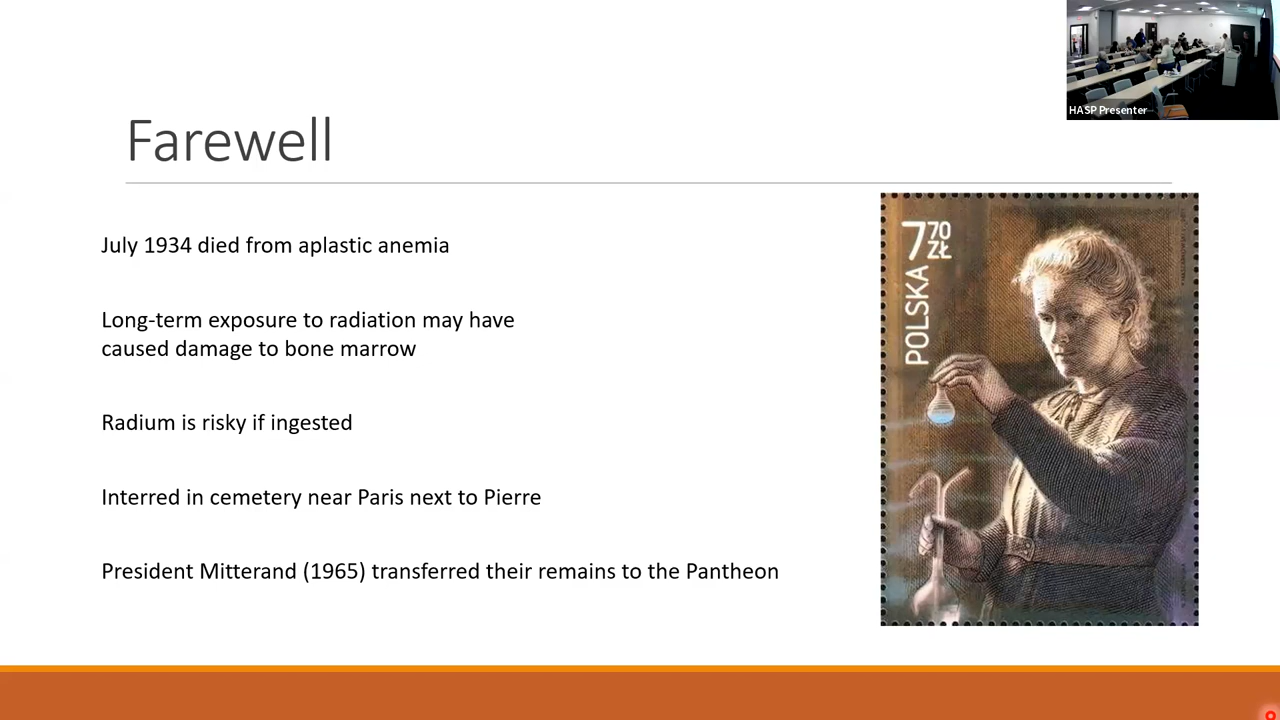 HASP Presenter
Farewell
July 1934 died from aplastic anemia
Long-term exposure to radiation may have
caused damage to bone marrow
Radium is risky if ingested
Interred in cemetery near Paris next to Pierre
President Mitterand (1965) transferred their remains to the Pantheon
7 70
ZŁ
POLSKA